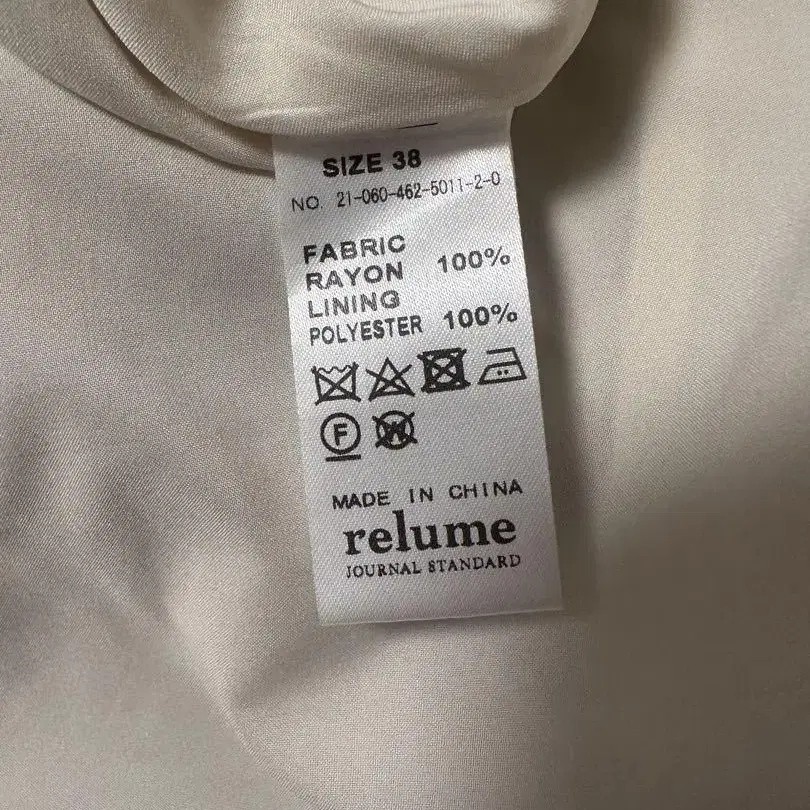 SIZE 38
NO. 21-060-462-5011-2-0
FABRIC
RAYON 100%
LINING
POLYESTER 100%
F
W
MADE IN CHINA
relume
JOURNAL STANDARD